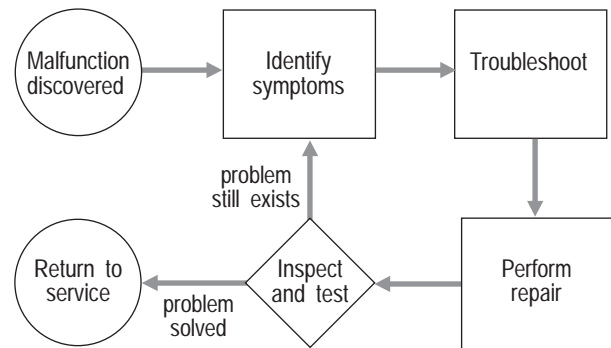 Malfunction
discovered
Identify
symptoms
Troubleshoot
problem
still exists
Return to
service
problem
solved
Inspect
and test
Perform
repair